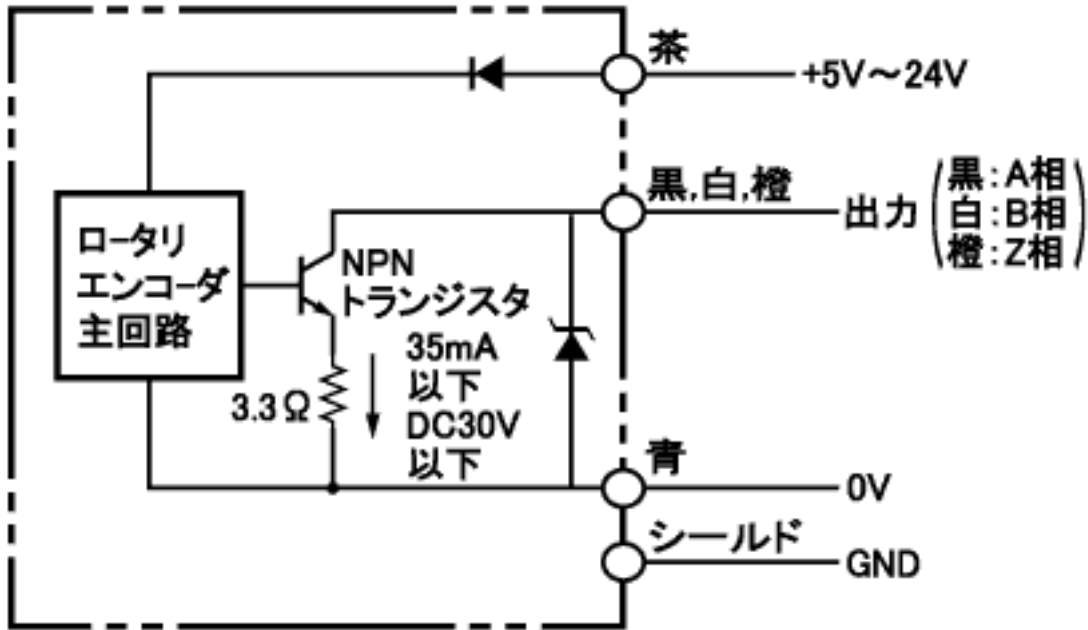 茶
+5V～24V
黒,白,橙
出力
黒:A相
白:B相
橙:Z相
ロータリ
エンコーダ
主回路
NPN
トランジスタ
35mA
以下
DC30V
以下
3.3Ω
青
0V
シールド
GND